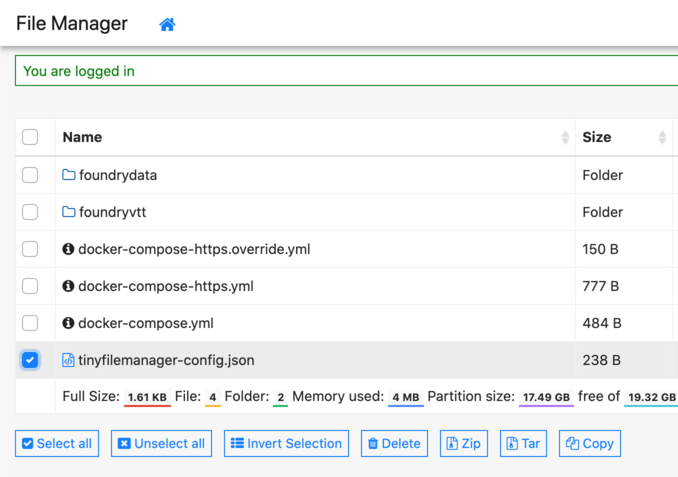 File Manager
You are logged in
Name Size
foundrydata Folder
foundryvtt Folder
docker-compose-https.override.yml 150 B
docker-compose-https.yml 777 B
docker-compose.yml 484 B
tinyfilemanager-config.json 238 B
Full Size: 1.61 KB File: 4 Folder: 2 Memory used: 4 MB Partition size: 17.49 GB free of 19.32 GB
Select all Unselect all Invert Selection Delete Zip Tar Copy